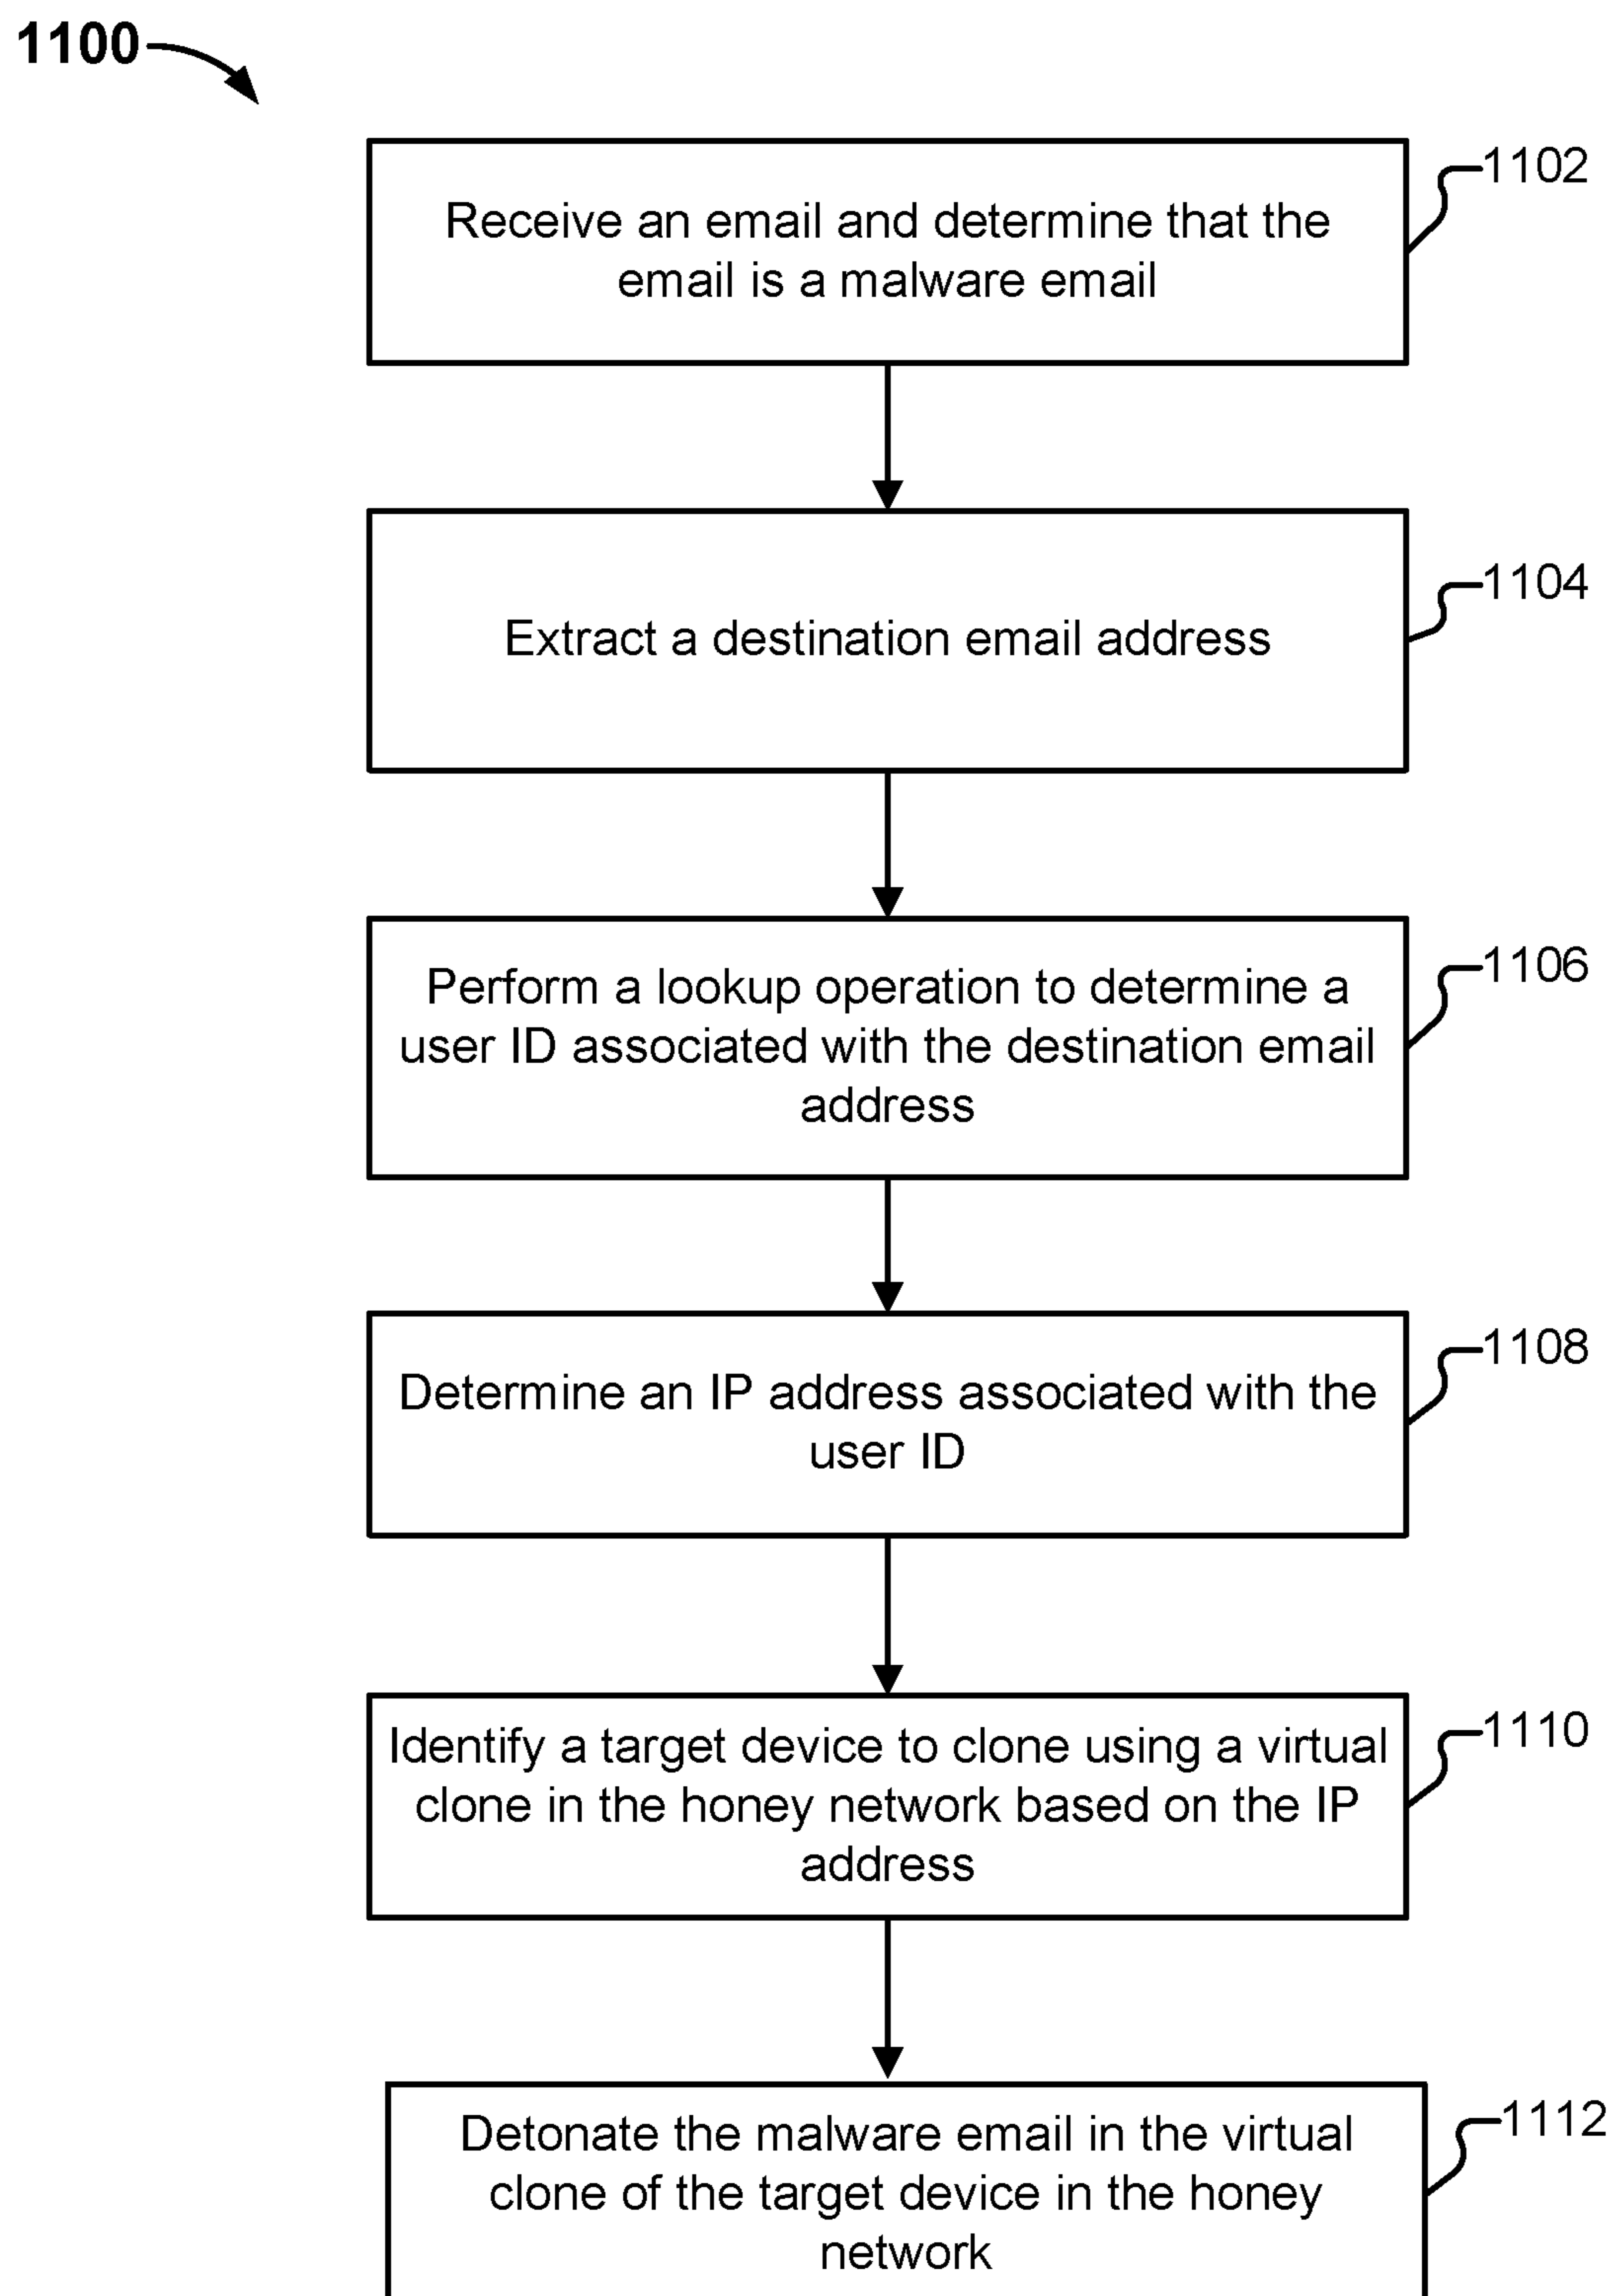 1100
Receive an email and determine that the
email is a malware email
1102
Extract a destination email address
1104
Perform a lookup operation to determine a
user ID associated with the destination email
address
1106
Determine an IP address associated with the
user ID
1108
Identify a target device to clone using a virtual
clone in the honey network based on the IP
address
1110
Detonate the malware email in the virtual
clone of the target device in the honey
network
1112